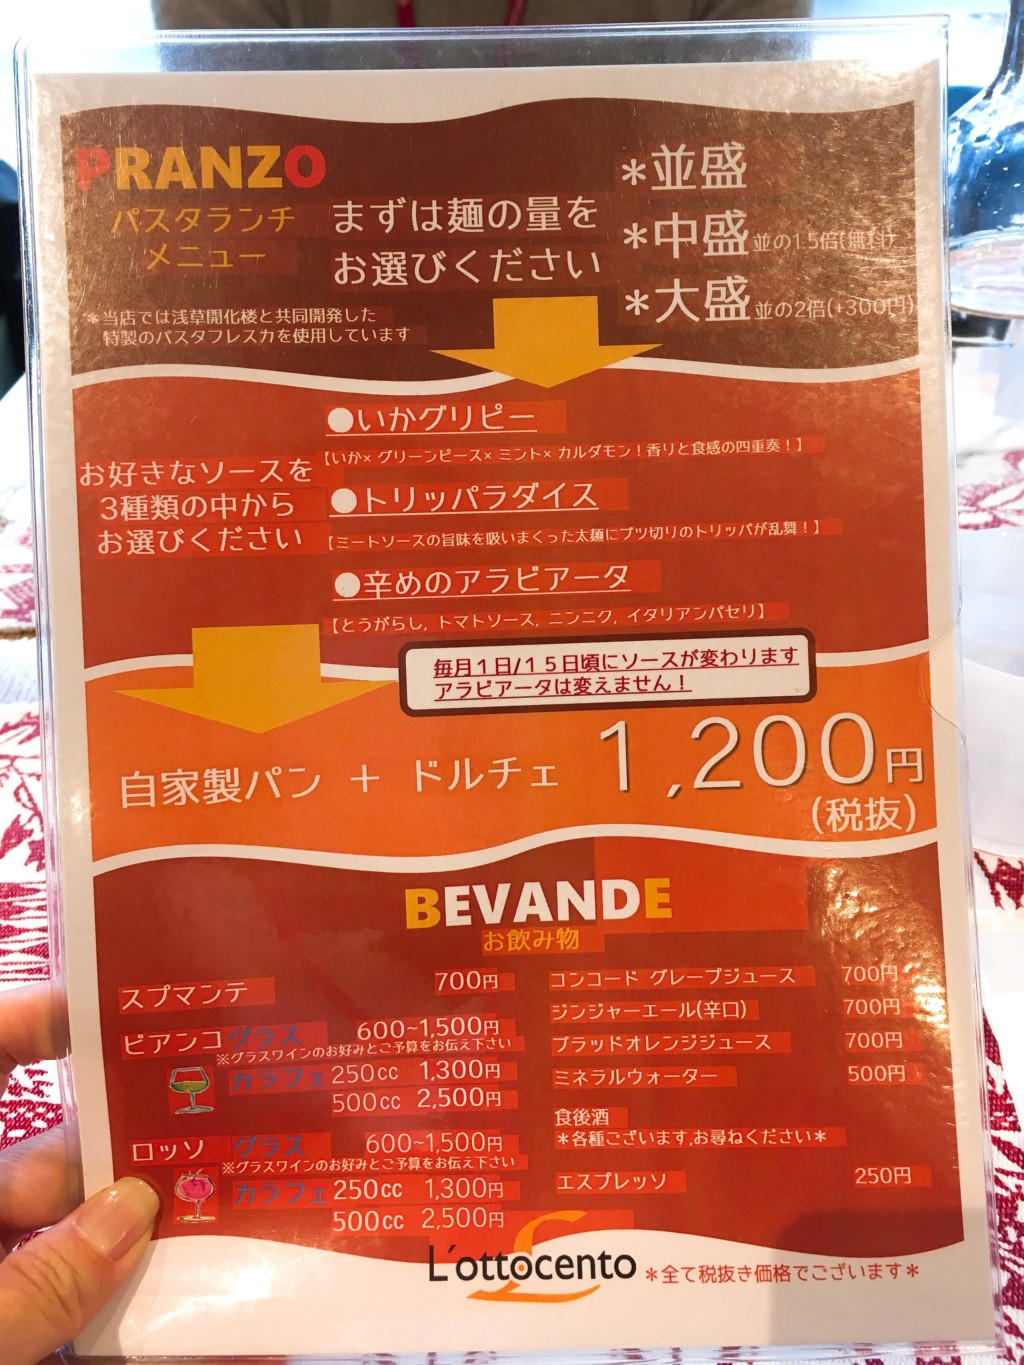 PRANZO
パスタランチ
メニュー
まずは麺の量を
お選びください
＊並盛
＊中盛 並の1.5倍(無料)
＊大盛 並の2倍(+300円)
＊当店では浅草開化楼と共同開発した
特製のパスタフレスカを使用しています
お好きなソースを
3種類の中から
お選びください
●いかグリピー
【いか× グリーンピース× ミント× カルダモン！香りと食感の四重奏！】
●トリッパラダイス
【ミートソースの旨味を吸いまくった太麺にブツ切りのトリッパが乱舞！】
●辛めのアラビアータ
【とうがらし, トマトソース, ニンニク, イタリアンパセリ】
毎月１日/１５日頃にソースが変わります
アラビアータは変えません！
自家製パン ＋ ドルチェ 1,200円
(税抜)
BEVANDE
お飲み物
スプマンテ 700円
ビアンコ グラス 600~1,500円
※グラスワインのお好みとご予算をお伝え下さい
カラフェ 250cc 1,300円
500cc 2,500円
ロッソ グラス 600~1,500円
※グラスワインのお好みとご予算をお伝え下さい
カラフェ 250cc 1,300円
500cc 2,500円
コンコード グレープジュース 700円
ジンジャーエール(辛口) 700円
ブラッドオレンジジュース 700円
ミネラルウォーター 500円
食後酒
＊各種ございます,お尋ねください＊
エスプレッソ 250円
L'ottocento
＊全て税抜き価格でございます＊